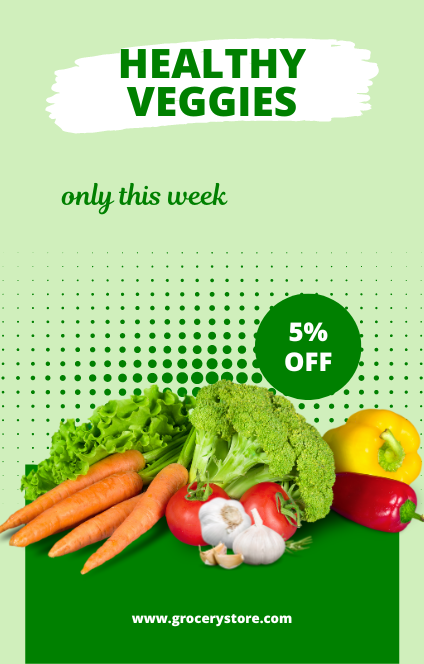 HEALTHY
VEGGIES
only this week
5%
OFF
www.grocerystore.com